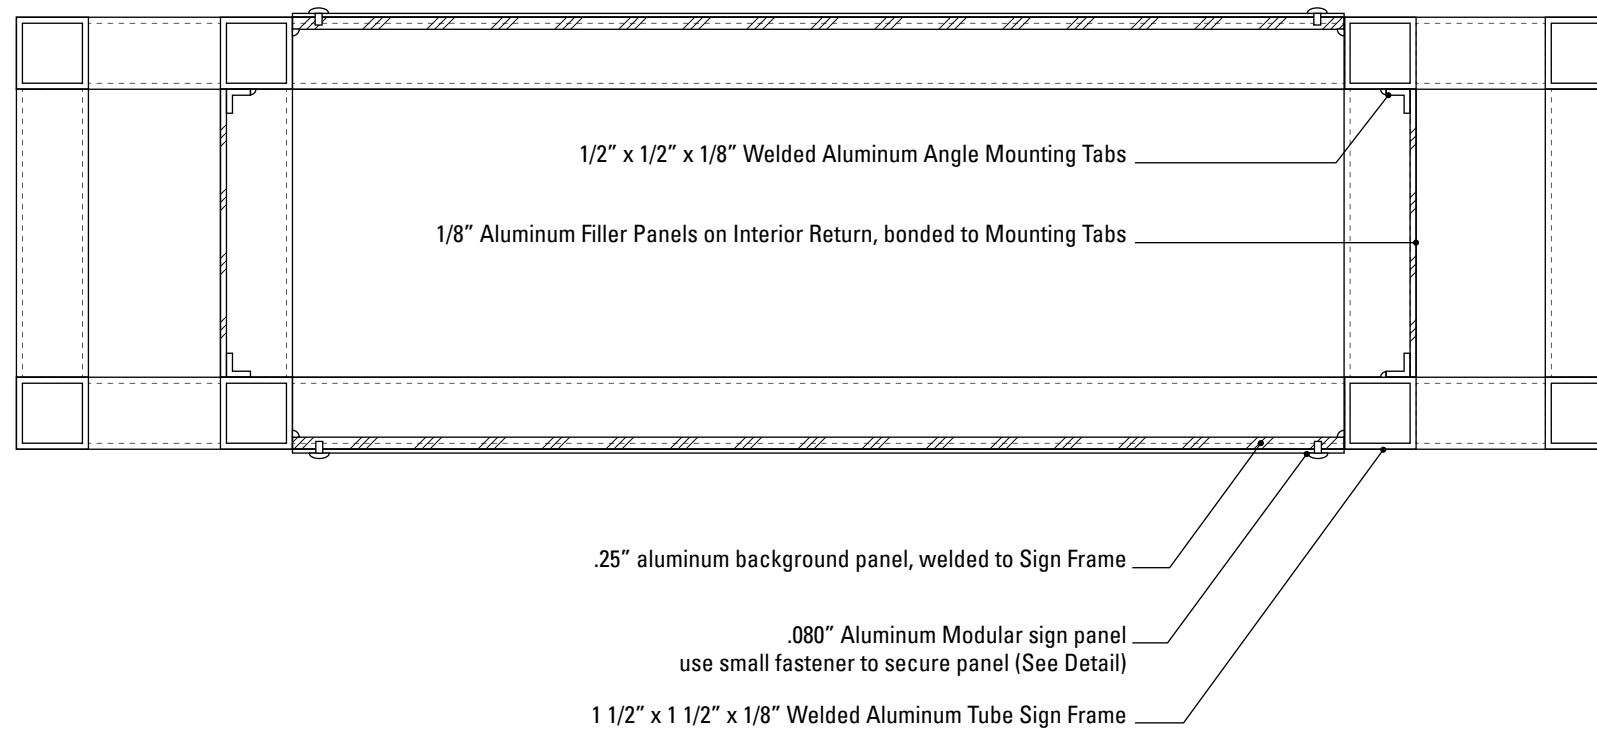 1/2” x 1/2” x 1/8” Welded Aluminum Angle Mounting Tabs
1/8” Aluminum Filler Panels on Interior Return, bonded to Mounting Tabs
.25” aluminum background panel, welded to Sign Frame
.080” Aluminum Modular sign panel
use small fastener to secure panel (See Detail)
1 1/2” x 1 1/2” x 1/8” Welded Aluminum Tube Sign Frame